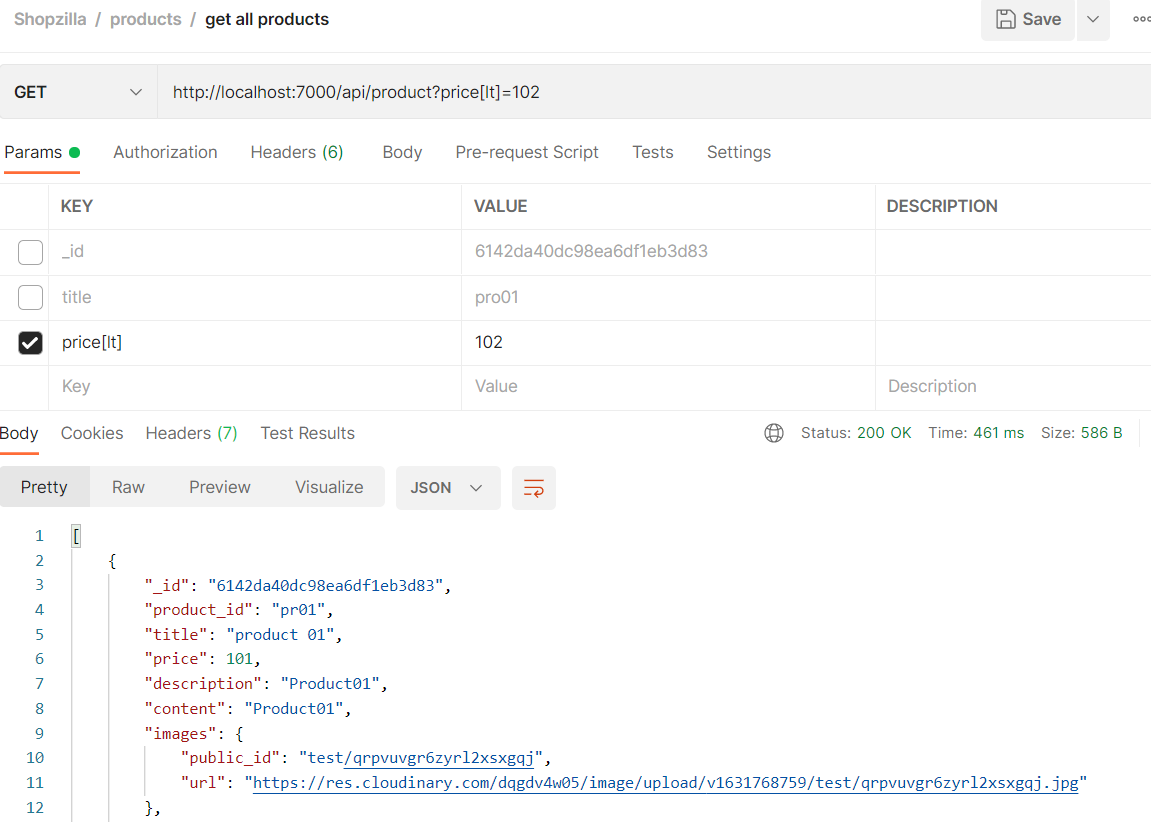 Shopzilla / products / get all products
Save
GET http://localhost:7000/api/product?price[lt]=102
Params Authorization Headers (6) Body Pre-request Script Tests Settings
KEY VALUE DESCRIPTION
_id 6142da40dc98ea6df1eb3d83
title pro01
price[lt] 102
Key Value Description
Body Cookies Headers (7) Test Results Status: 200 OK Time: 461 ms Size: 586 B
Pretty Raw Preview Visualize JSON
1 [
2 {
3 "_id": "6142da40dc98ea6df1eb3d83",
4 "product_id": "pr01",
5 "title": "product 01",
6 "price": 101,
7 "description": "Product01",
8 "content": "Product01",
9 "images": {
10 "public_id": "test/qrpvuvgr6zyrl2xsxgqj",
11 "url": "https://res.cloudinary.com/dqgdv4w05/image/upload/v1631768759/test/qrpvuvgr6zyrl2xsxgqj.jpg"
12 },